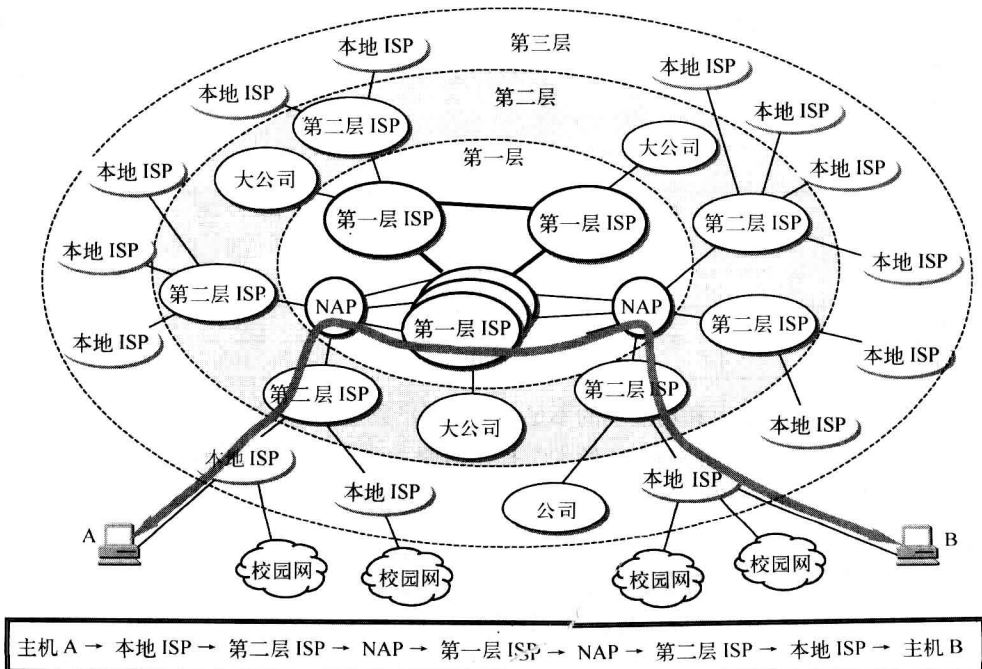 本地 ISP
第三层
本地 ISP
本地 ISP
第二层
本地 ISP
第二层 ISP
大公司
第一层
本地 ISP
大公司
本地 ISP
第一层 ISP
第一层 ISP
第二层 ISP
本地 ISP
本地 ISP
第二层 ISP
NAP
NAP
第一层 ISP
第二层 ISP
本地 ISP
本地 ISP
第二层 ISP
第二层 ISP
大公司
本地 ISP
本地 ISP
本地 ISP
本地 ISP
公司
A
B
校园网
校园网
校园网
校园网
主机 A → 本地 ISP → 第二层 ISP → NAP → 第一层 ISP → NAP → 第二层 ISP → 本地 ISP → 主机 B